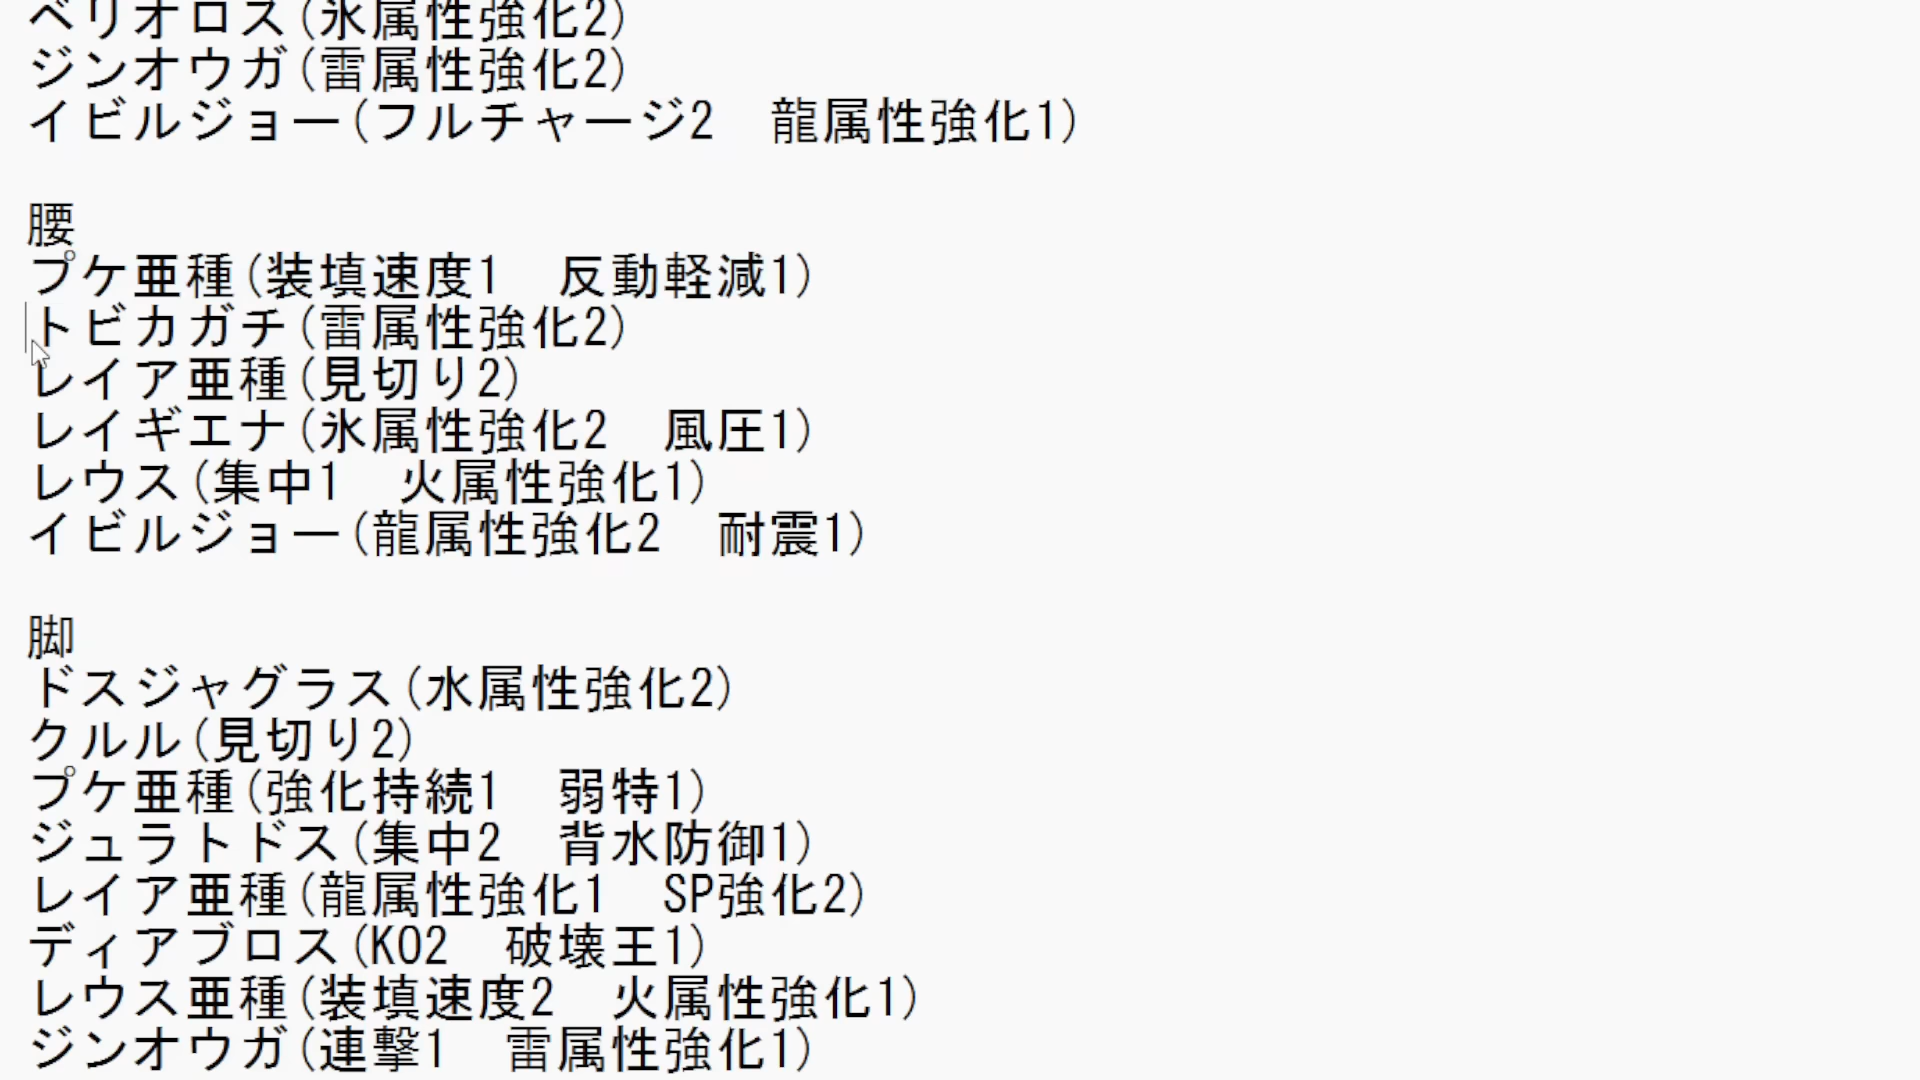 ベリオロス(氷属性強化2)
ジンオウガ(雷属性強化2)
イビルジョー(フルチャージ2　龍属性強化1)
腰
プケ亜種(装填速度1　反動軽減1)
トビカガチ(雷属性強化2)
レイア亜種(見切り2)
レイギエナ(氷属性強化2　風圧1)
レウス(集中1　火属性強化1)
イビルジョー(龍属性強化2　耐震1)
脚
ドスジャグラス(水属性強化2)
クルル(見切り2)
プケ亜種(強化持続1　弱特1)
ジュラトドス(集中2　背水防御1)
レイア亜種(龍属性強化1　SP強化2)
ディアブロス(KO2　破壊王1)
レウス亜種(装填速度2　火属性強化1)
ジンオウガ(連撃1　雷属性強化1)